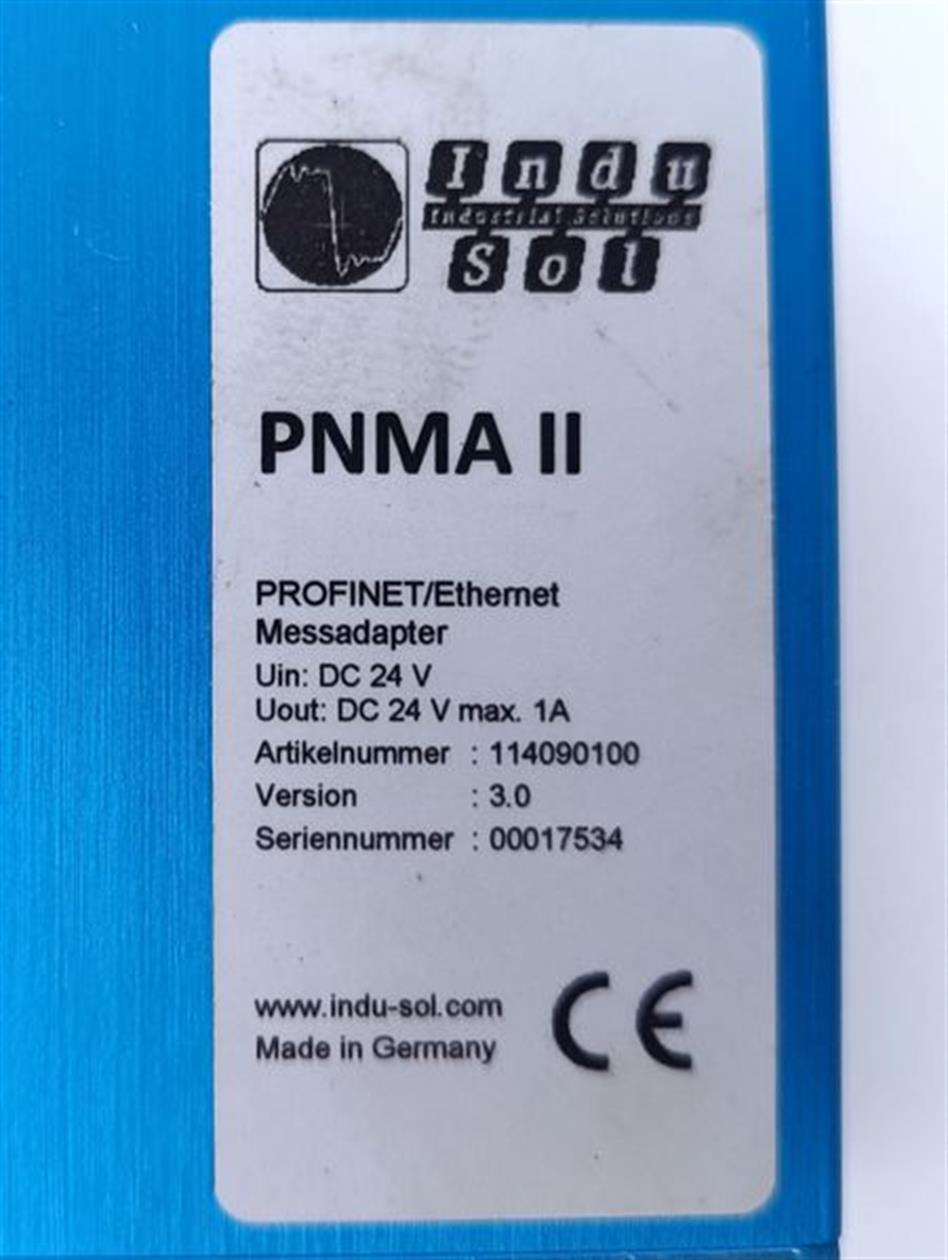 Indu
Industrial Solutions
Sol
PNMA II
PROFINET/Ethernet
Messadapter
Uin: DC 24 V
Uout: DC 24 V max. 1A
Artikelnummer : 114090100
Version : 3.0
Seriennummer : 00017534
www.indu-sol.com
Made in Germany
CE